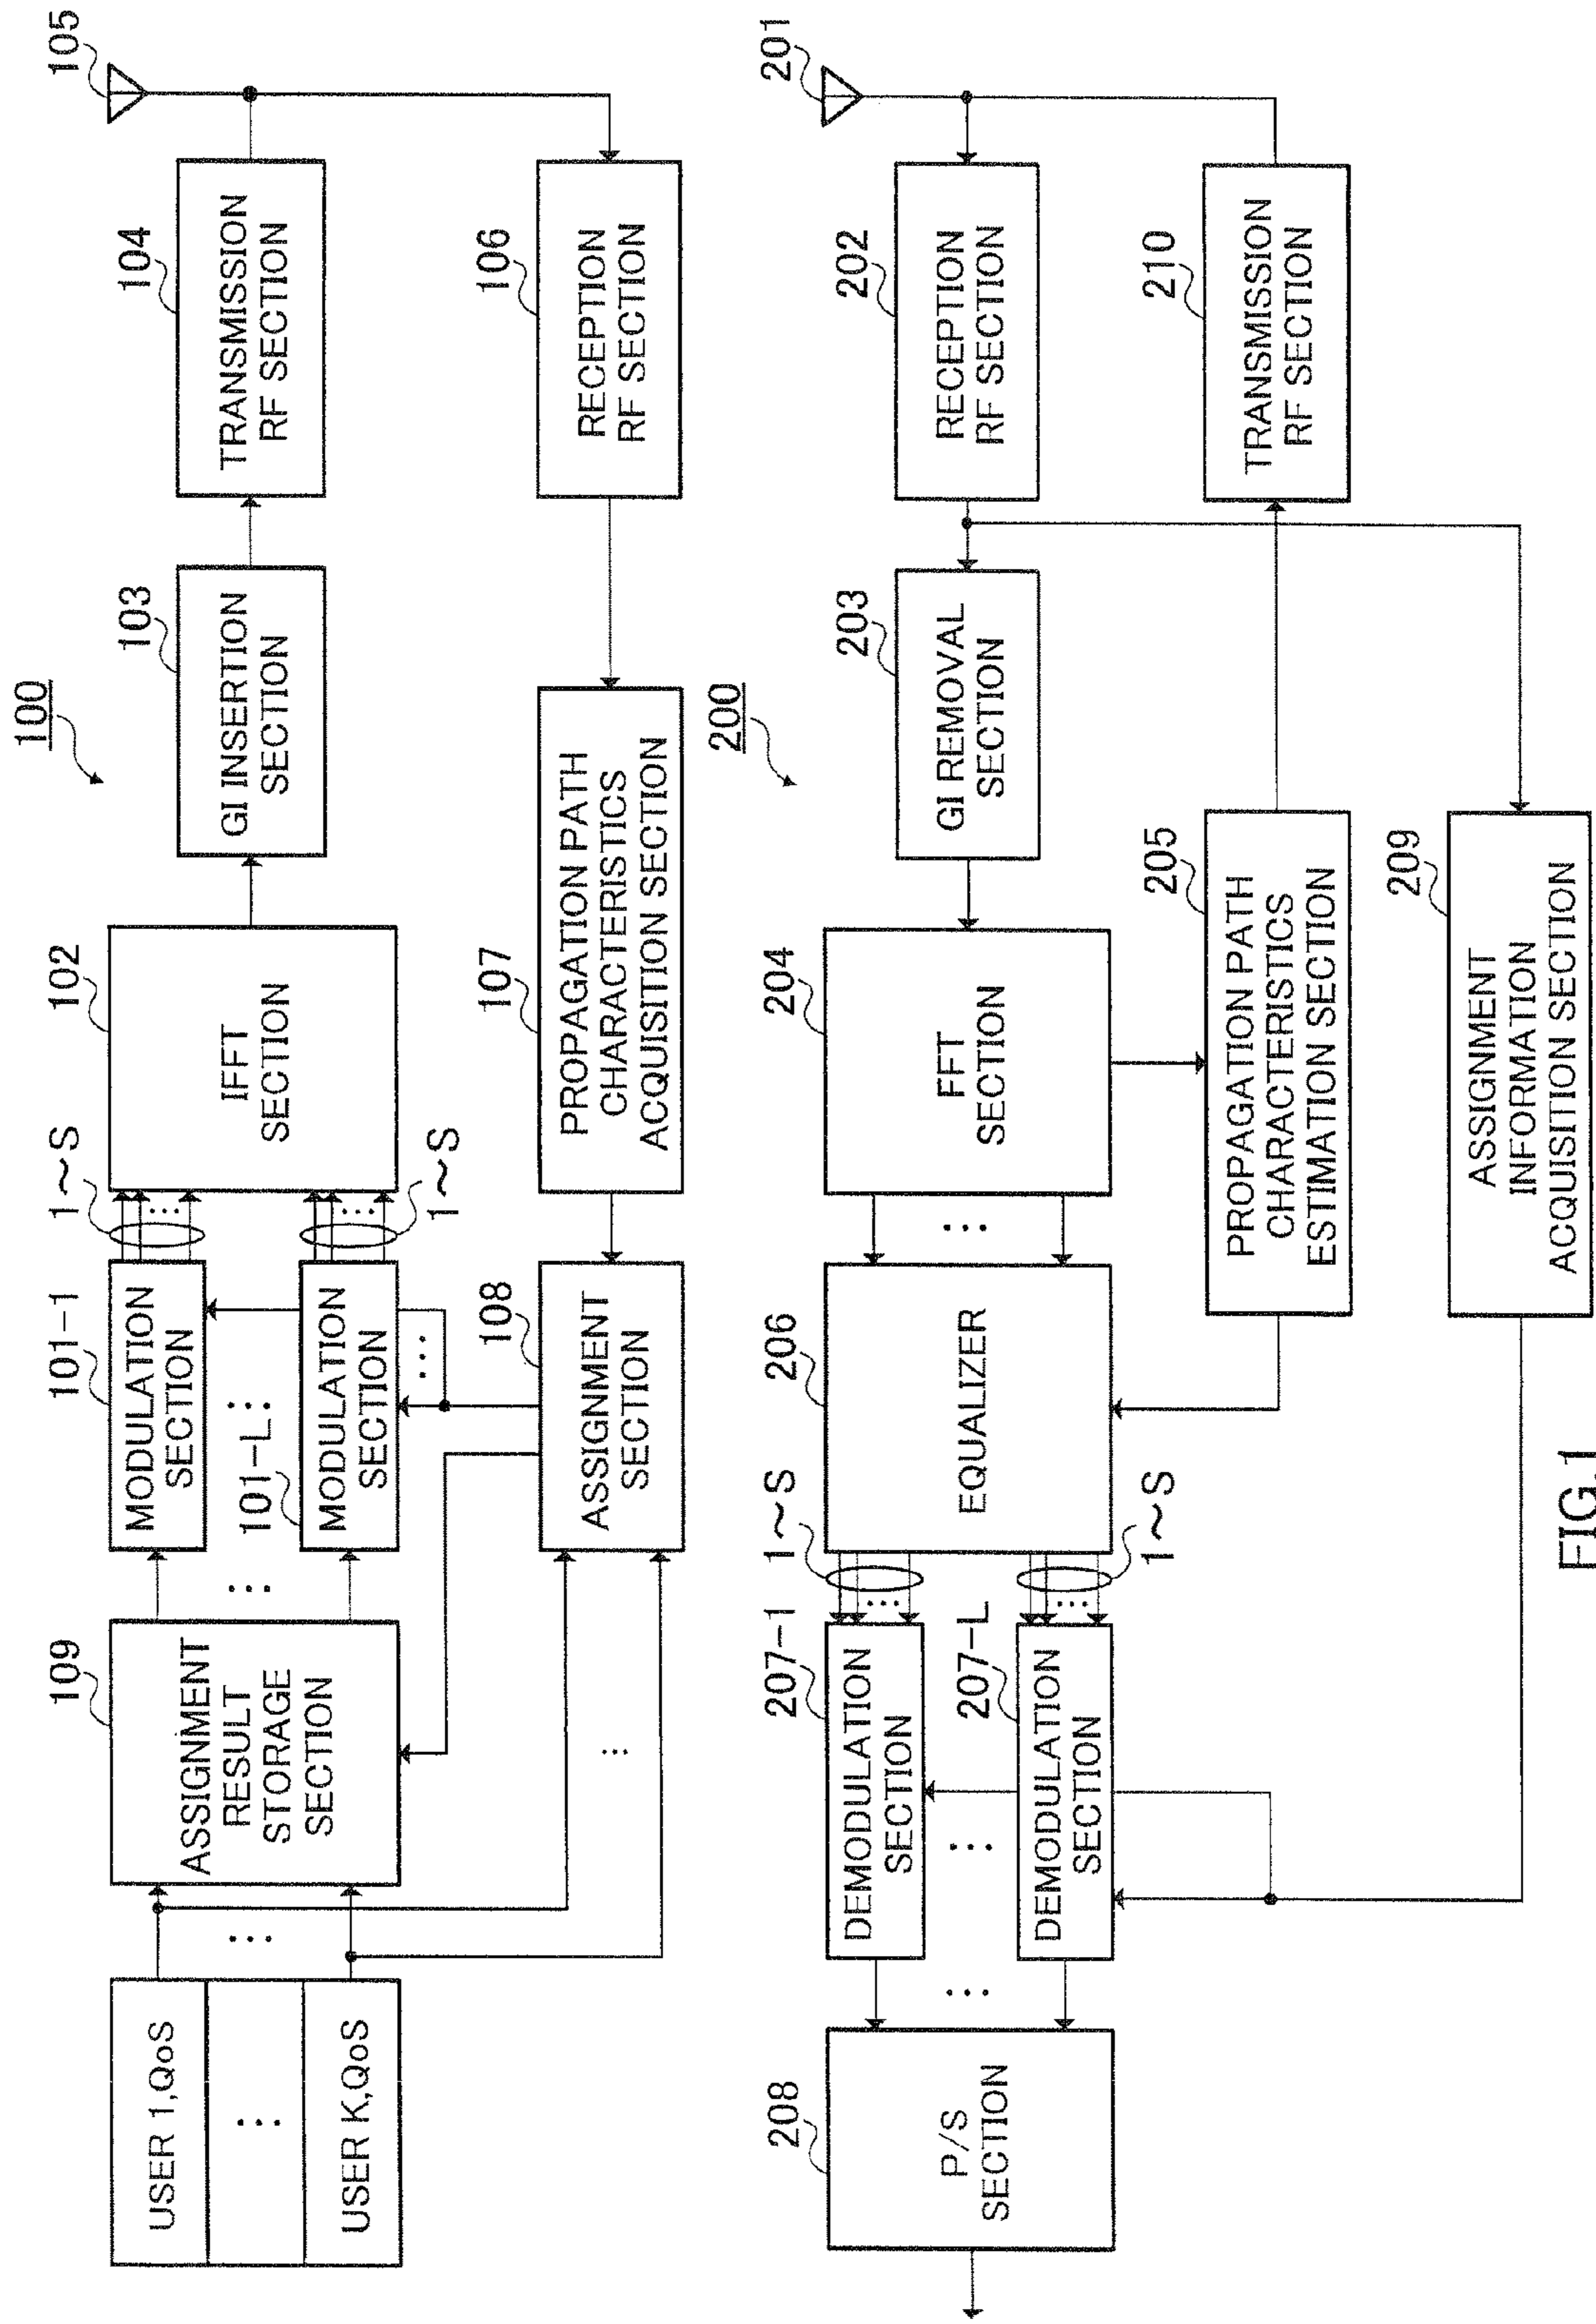 100
USER 1,QoS
USER K,QoS
109
ASSIGNMENT
RESULT
STORAGE
SECTION
101-1
MODULATION
SECTION
101-L
MODULATION
SECTION
1~S
1~S
102
IFFT
SECTION
103
GI INSERTION
SECTION
104
TRANSMISSION
RF SECTION
105
108
ASSIGNMENT
SECTION
107
PROPAGATION PATH
CHARACTERISTICS
ACQUISITION SECTION
106
RECEPTION
RF SECTION
200
208
P/S
SECTION
207-1
DEMODULATION
SECTION
207-L
DEMODULATION
SECTION
1~S
1~S
206
EQUALIZER
204
FFT
SECTION
203
GI REMOVAL
SECTION
202
RECEPTION
RF SECTION
201
205
PROPAGATION PATH
CHARACTERISTICS
ESTIMATION SECTION
210
TRANSMISSION
RF SECTION
209
ASSIGNMENT
INFORMATION
ACQUISITION SECTION
FIG.1